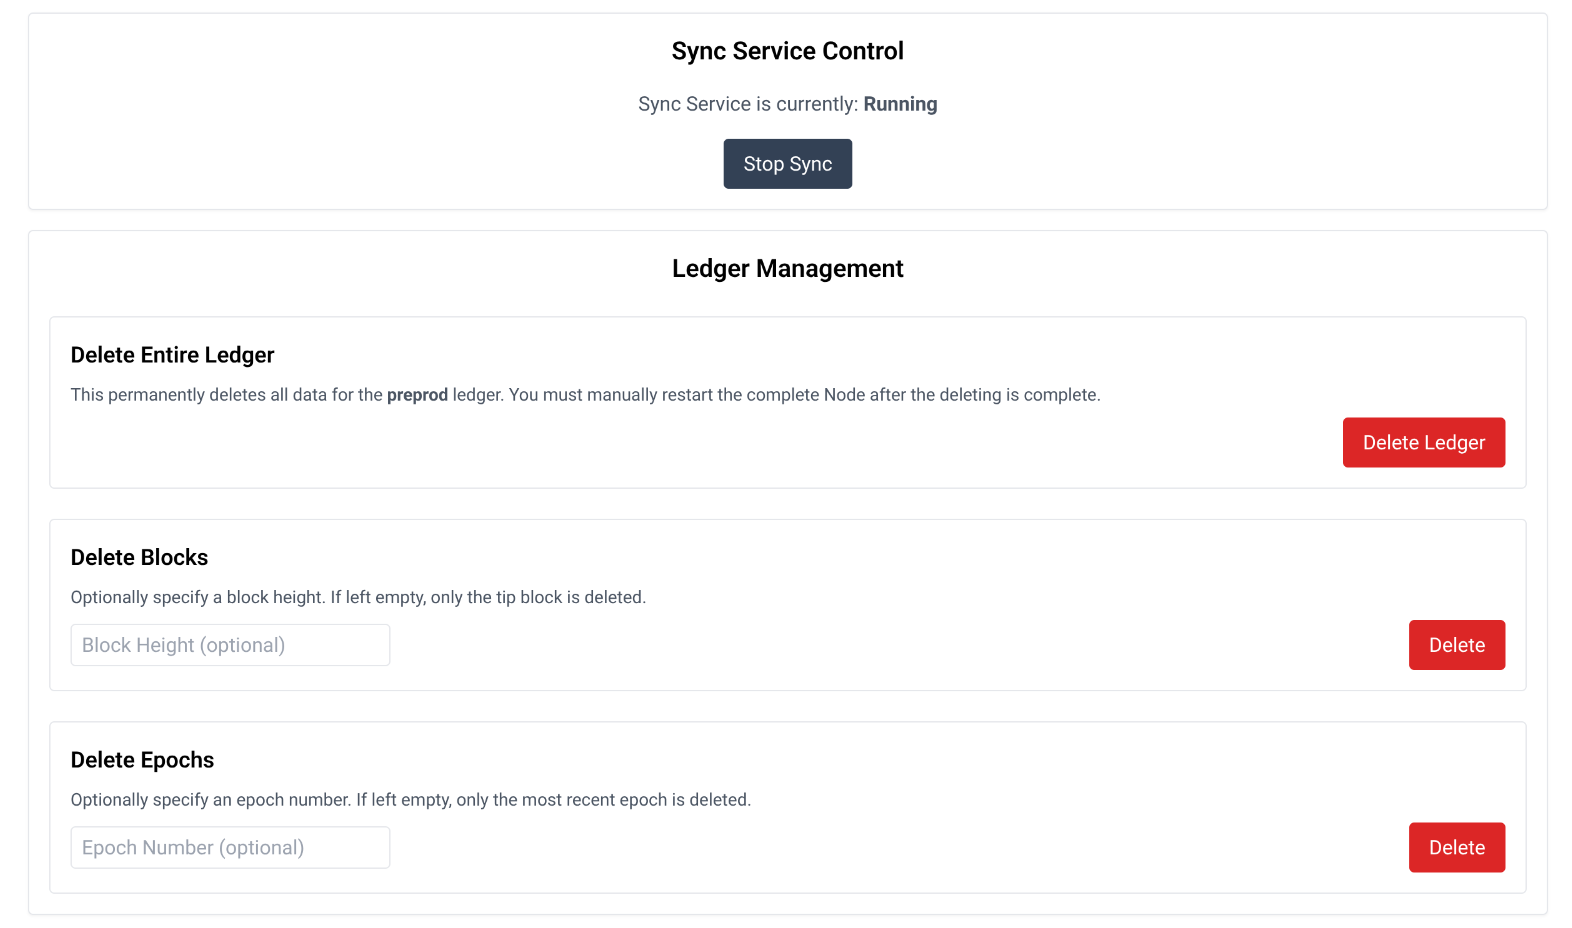 Sync Service Control
Sync Service is currently: Running
Stop Sync
Ledger Management
Delete Entire Ledger
This permanently deletes all data for the preprod ledger. You must manually restart the complete Node after the deleting is complete.
Delete Ledger
Delete Blocks
Optionally specify a block height. If left empty, only the tip block is deleted.
Block Height (optional)
Delete
Delete Epochs
Optionally specify an epoch number. If left empty, only the most recent epoch is deleted.
Epoch Number (optional)
Delete